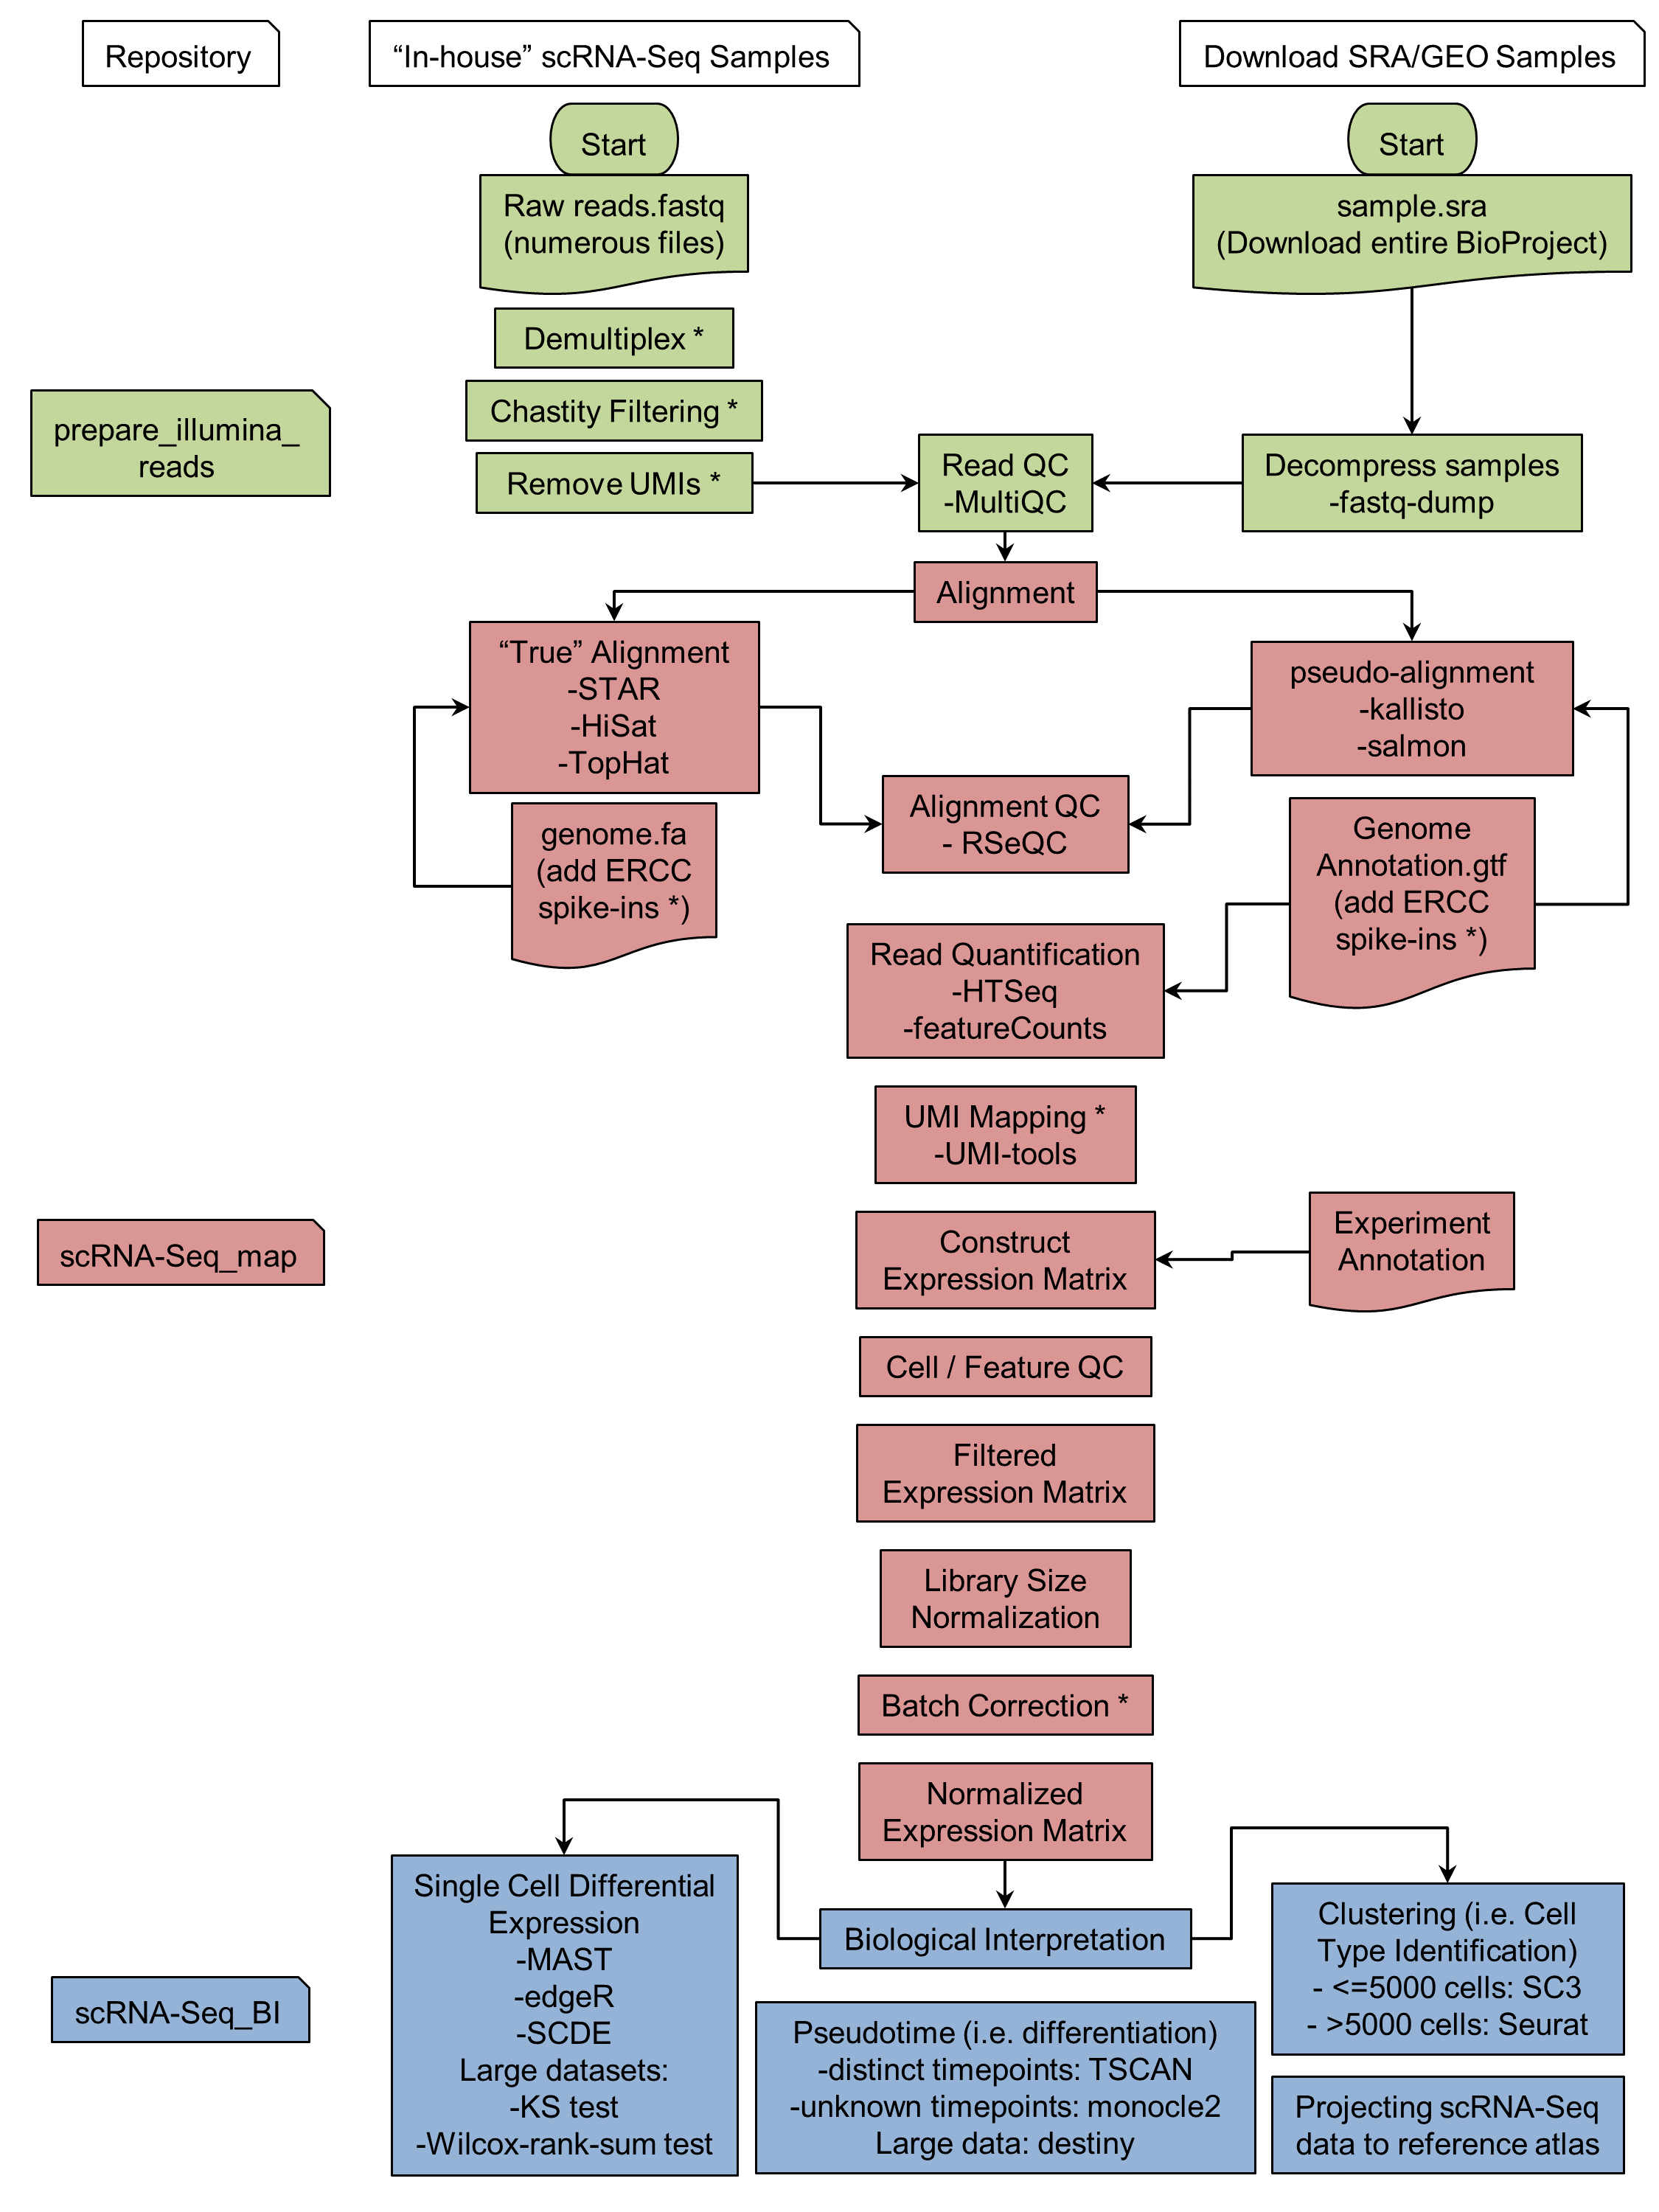 Repository
“In-house” scRNA-Seq Samples
Download SRA/GEO Samples
Start
Raw reads.fastq
(numerous files)
Demultiplex *
Chastity Filtering *
Remove UMIs *
Start
sample.sra
(Download entire BioProject)
Decompress samples
-fastq-dump
prepare_illumina_
reads
Read QC
-MultiQC
Alignment
“True” Alignment
-STAR
-HiSat
-TopHat
pseudo-alignment
-kallisto
-salmon
genome.fa
(add ERCC
spike-ins *)
Alignment QC
- RSeQC
Genome
Annotation.gtf
(add ERCC
spike-ins *)
Read Quantification
-HTSeq
-featureCounts
UMI Mapping *
-UMI-tools
scRNA-Seq_map
Construct
Expression Matrix
Experiment
Annotation
Cell / Feature QC
Filtered
Expression Matrix
Library Size
Normalization
Batch Correction *
Normalized
Expression Matrix
scRNA-Seq_BI
Biological Interpretation
Single Cell Differential
Expression
-MAST
-edgeR
-SCDE
Large datasets:
-KS test
-Wilcox-rank-sum test
Pseudotime (i.e. differentiation)
-distinct timepoints: TSCAN
-unknown timepoints: monocle2
Large data: destiny
Clustering (i.e. Cell
Type Identification)
- <=5000 cells: SC3
- >5000 cells: Seurat
Projecting scRNA-Seq
data to reference atlas